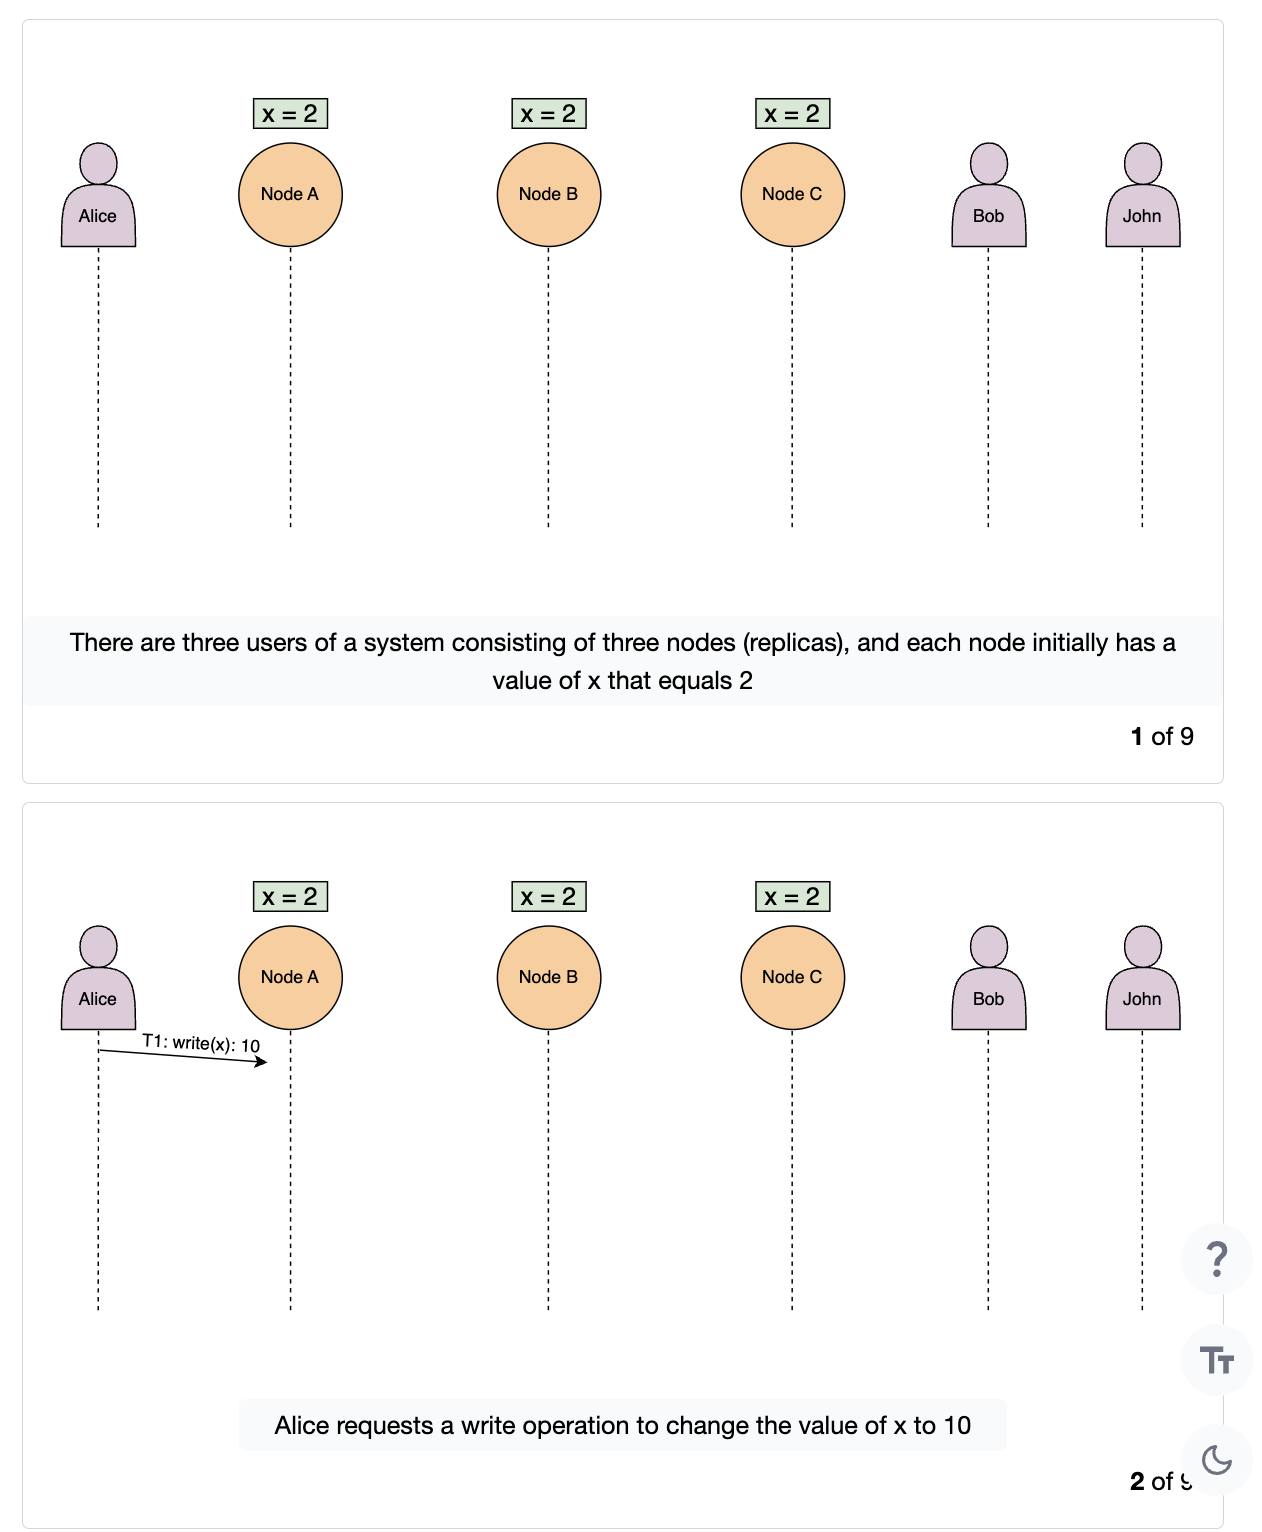 x = 2
x = 2
x = 2
Alice
Node A
Node B
Node C
Bob
John
There are three users of a system consisting of three nodes (replicas), and each node initially has a
value of x that equals 2
1 of 9
x = 2
x = 2
x = 2
Alice
Node A
Node B
Node C
Bob
John
T1: write(x): 10
?
TT
Alice requests a write operation to change the value of x to 10
2 of 9